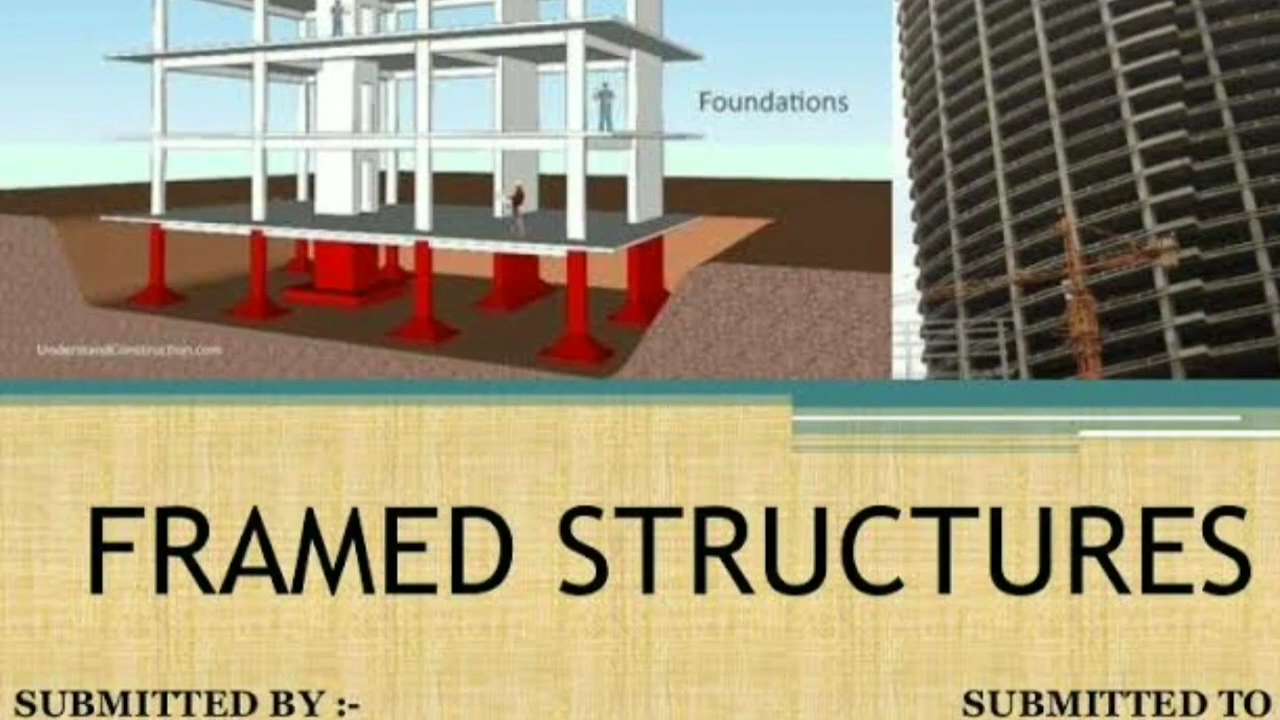 Foundations
UnderstandConstruction.com
FRAMED STRUCTURES
SUBMITTED BY :-
SUBMITTED TO